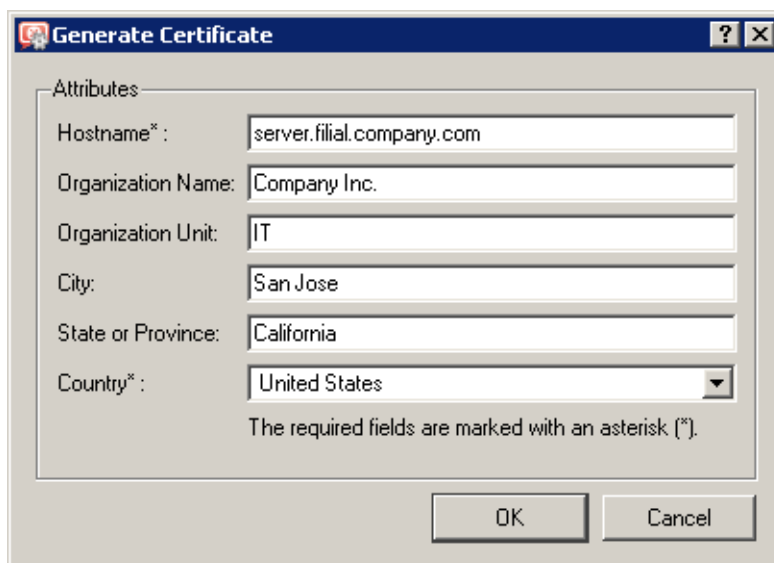 Generate Certificate
Attributes
Hostname* : server.filial.company.com
Organization Name: Company Inc.
Organization Unit: IT
City: San Jose
State or Province: California
Country* : United States
The required fields are marked with an asterisk (*).
OK Cancel